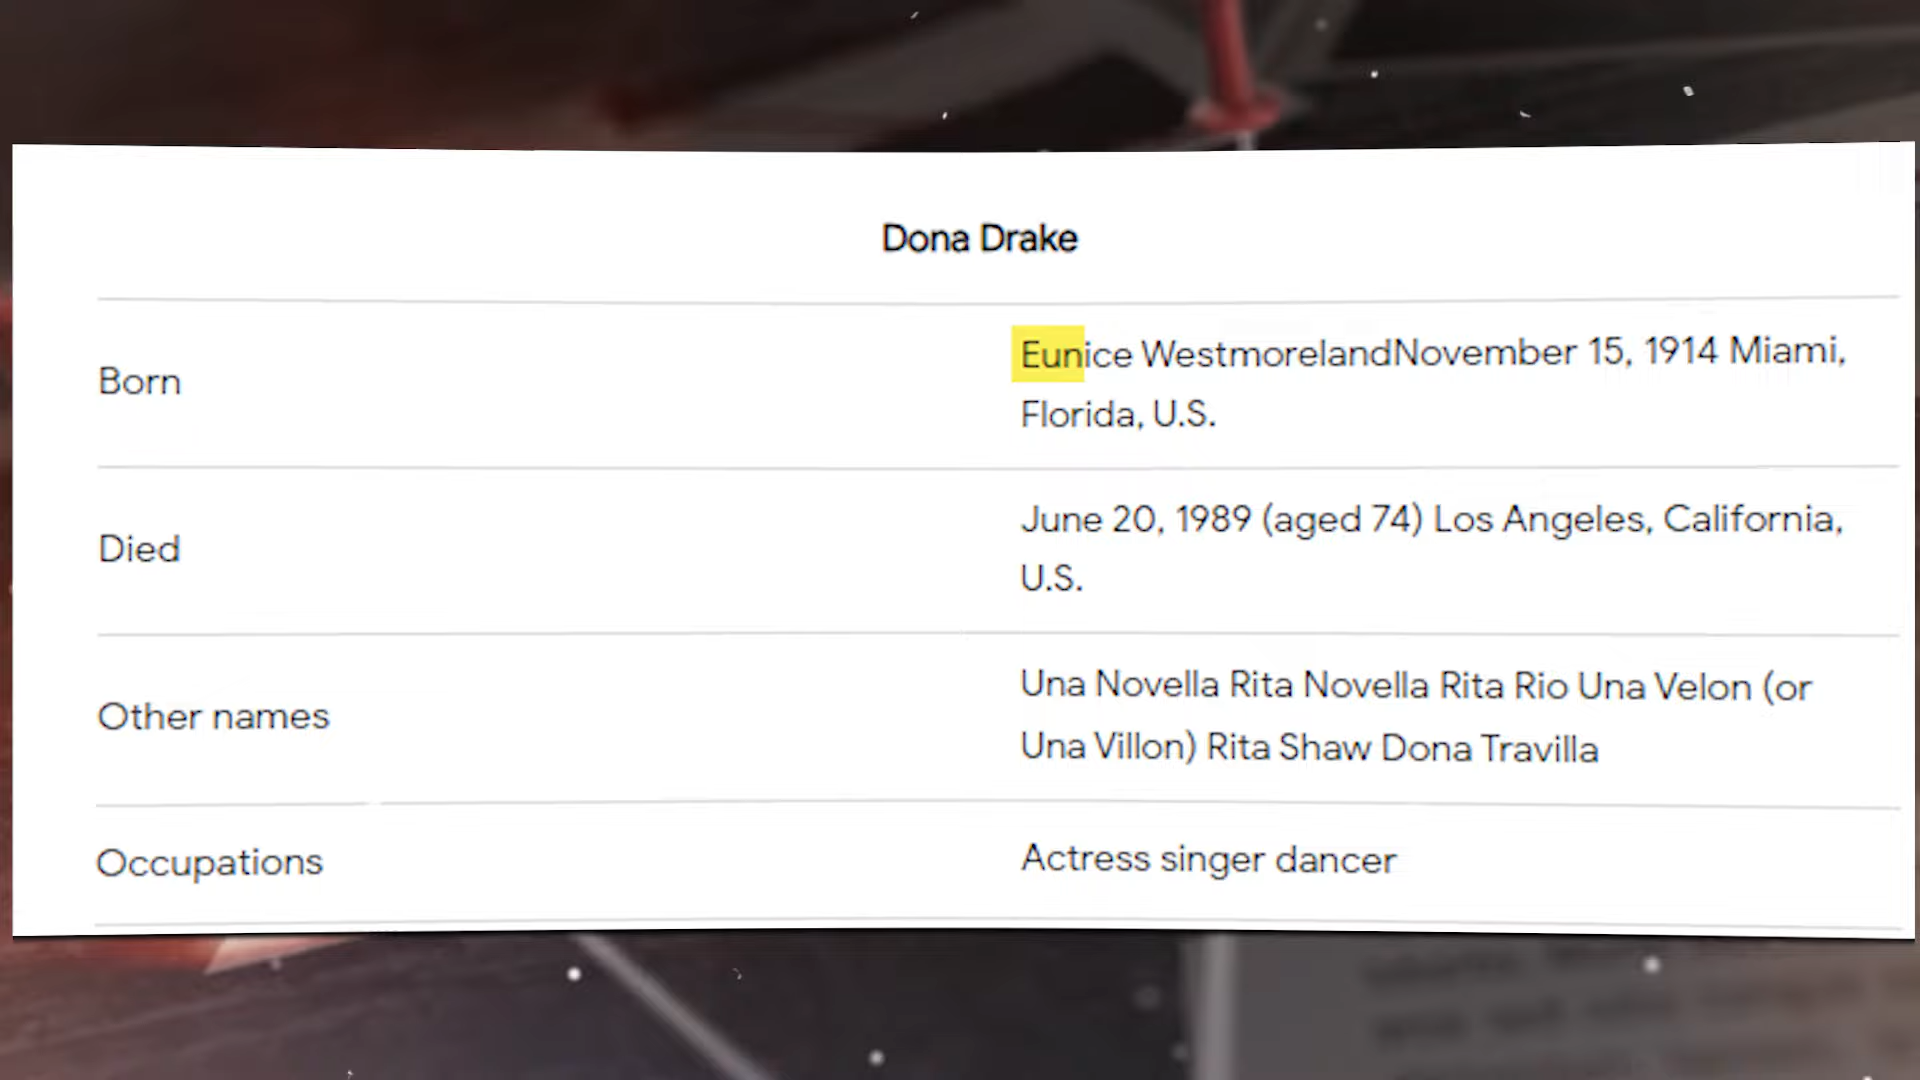 Dona Drake
Born
Eunice WestmorelandNovember 15, 1914 Miami,
Florida, U.S.
Died
June 20, 1989 (aged 74) Los Angeles, California,
U.S.
Other names
Una Novella Rita Novella Rita Rio Una Velon (or
Una Villon) Rita Shaw Dona Travilla
Occupations
Actress singer dancer